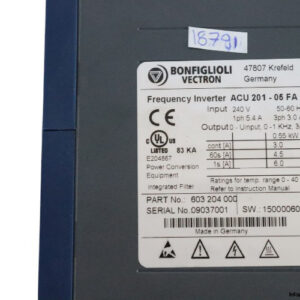 18791
BONFIGLIOLI
VECTRON
47807 Krefeld
Germany
Frequency Inverter ACU 201 - 05 FA
Input 240 V 50-60 H
1ph 5.4 A 3ph 3.0
Output 0 - Uinput, 0 - 1 KHz, 3
0.55 kW
cont [A] 3.0
60s [A] 4.5
1s [A] 6.0
c UL US
LISTED 83 KA
E204667
Power Conversion
Equipment
Integrated Filter
Ratings for temp. range 0 - 40
Refer to Instruction Manual
PART NO. : 603 204 000
SERIAL No.:09037001 SW.: 15000060
Made in Germany